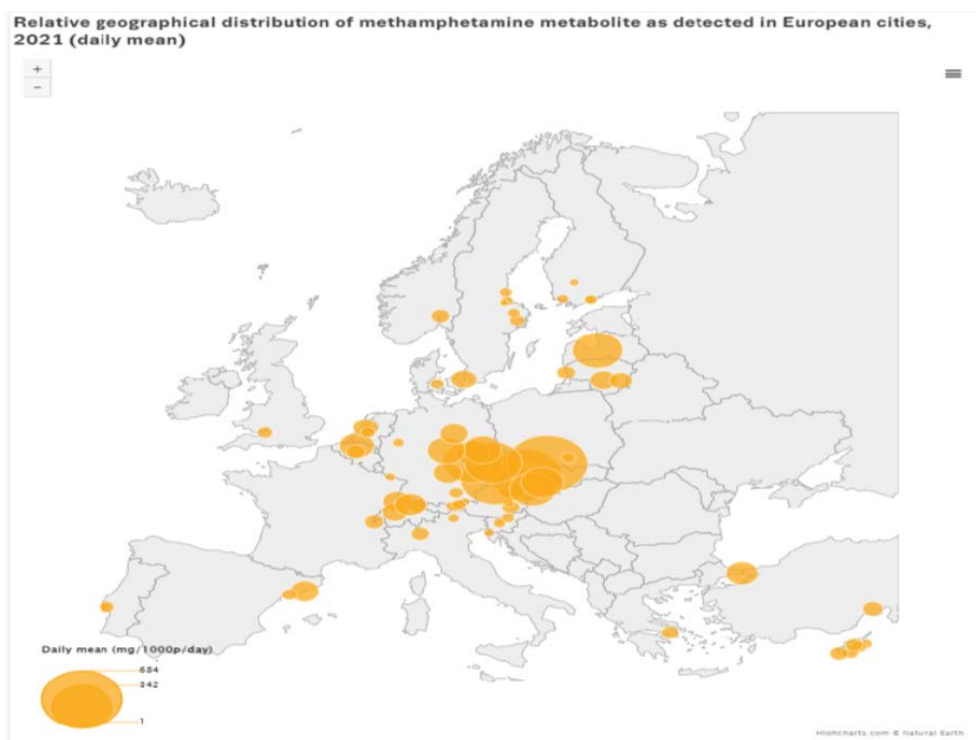 Relative geographical distribution of methamphetamine metabolite as detected in European cities,
2021 (daily mean)
+
−
Daily mean (mg/1000p/day)
684
342
1
Highcharts.com © Natural Earth